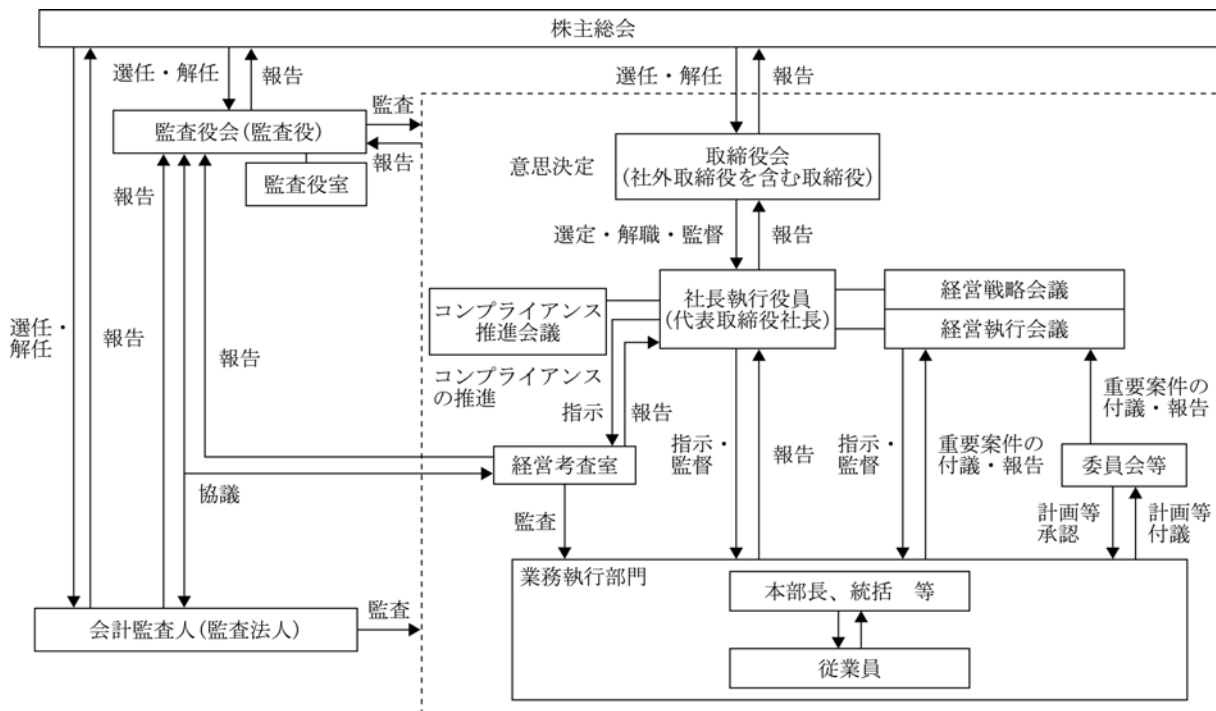 株主総会
選任・解任
報告
選任・解任
報告
監査
監査役会(監査役)
報告
監査役室
報告
意思決定
取締役会
(社外取締役を含む取締役)
選定・解職・監督
報告
コンプライアンス
推進会議
社長執行役員
(代表取締役社長)
経営戦略会議
経営執行会議
選任・
解任
報告
報告
コンプライアンス
の推進
指示
報告
重要案件の
付議・報告
指示・
監督
報告
指示・
監督
重要案件の
付議・報告
経営考査室
委員会等
協議
監査
計画等
承認
計画等
付議
業務執行部門
本部長、統括　等
会計監査人(監査法人)
監査
従業員